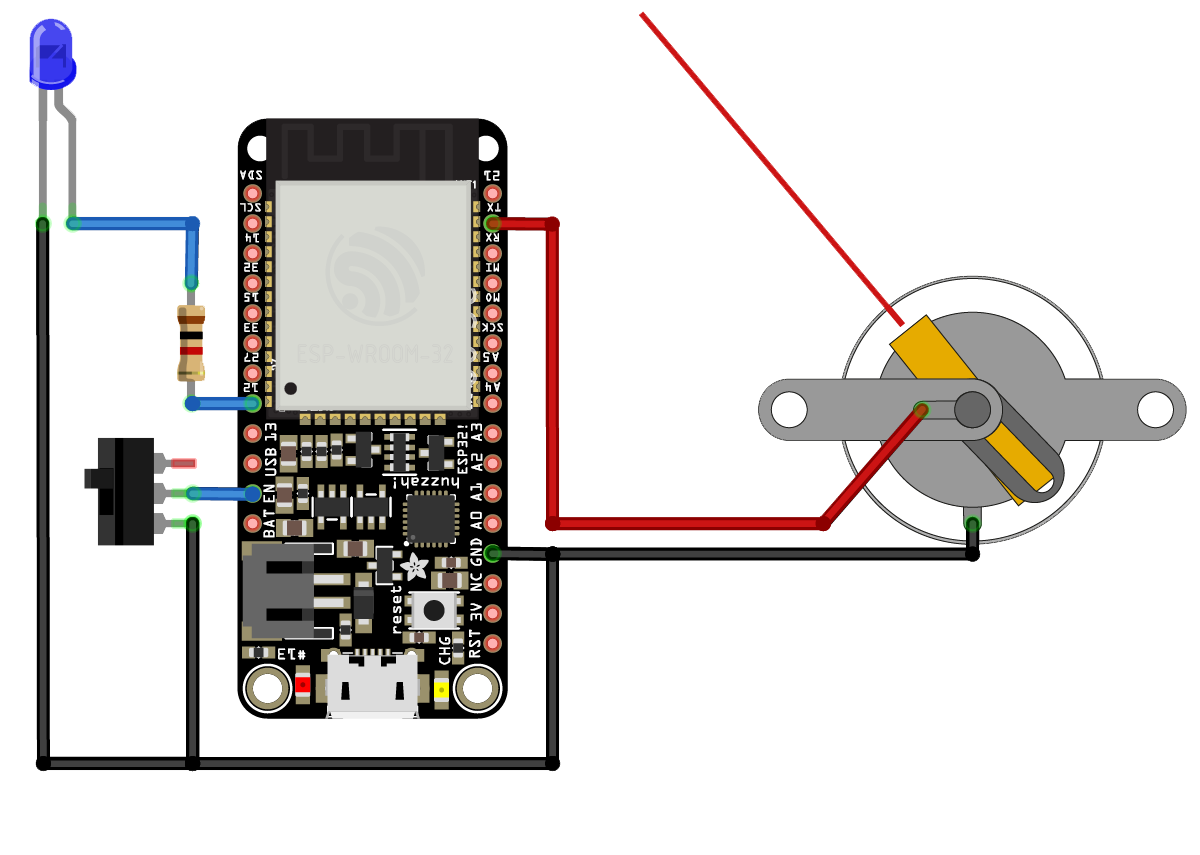 SDA
SCL
14
32
15
33
27
12
13
USB
EN
BAT
21
TX
RX
MI
MO
SCK
A5
A4
A3
A2
A1
A0
GND
NC
3V
RST
ESP-WROOM-32
ESP32!
huzzah!
reset
CHG
#13